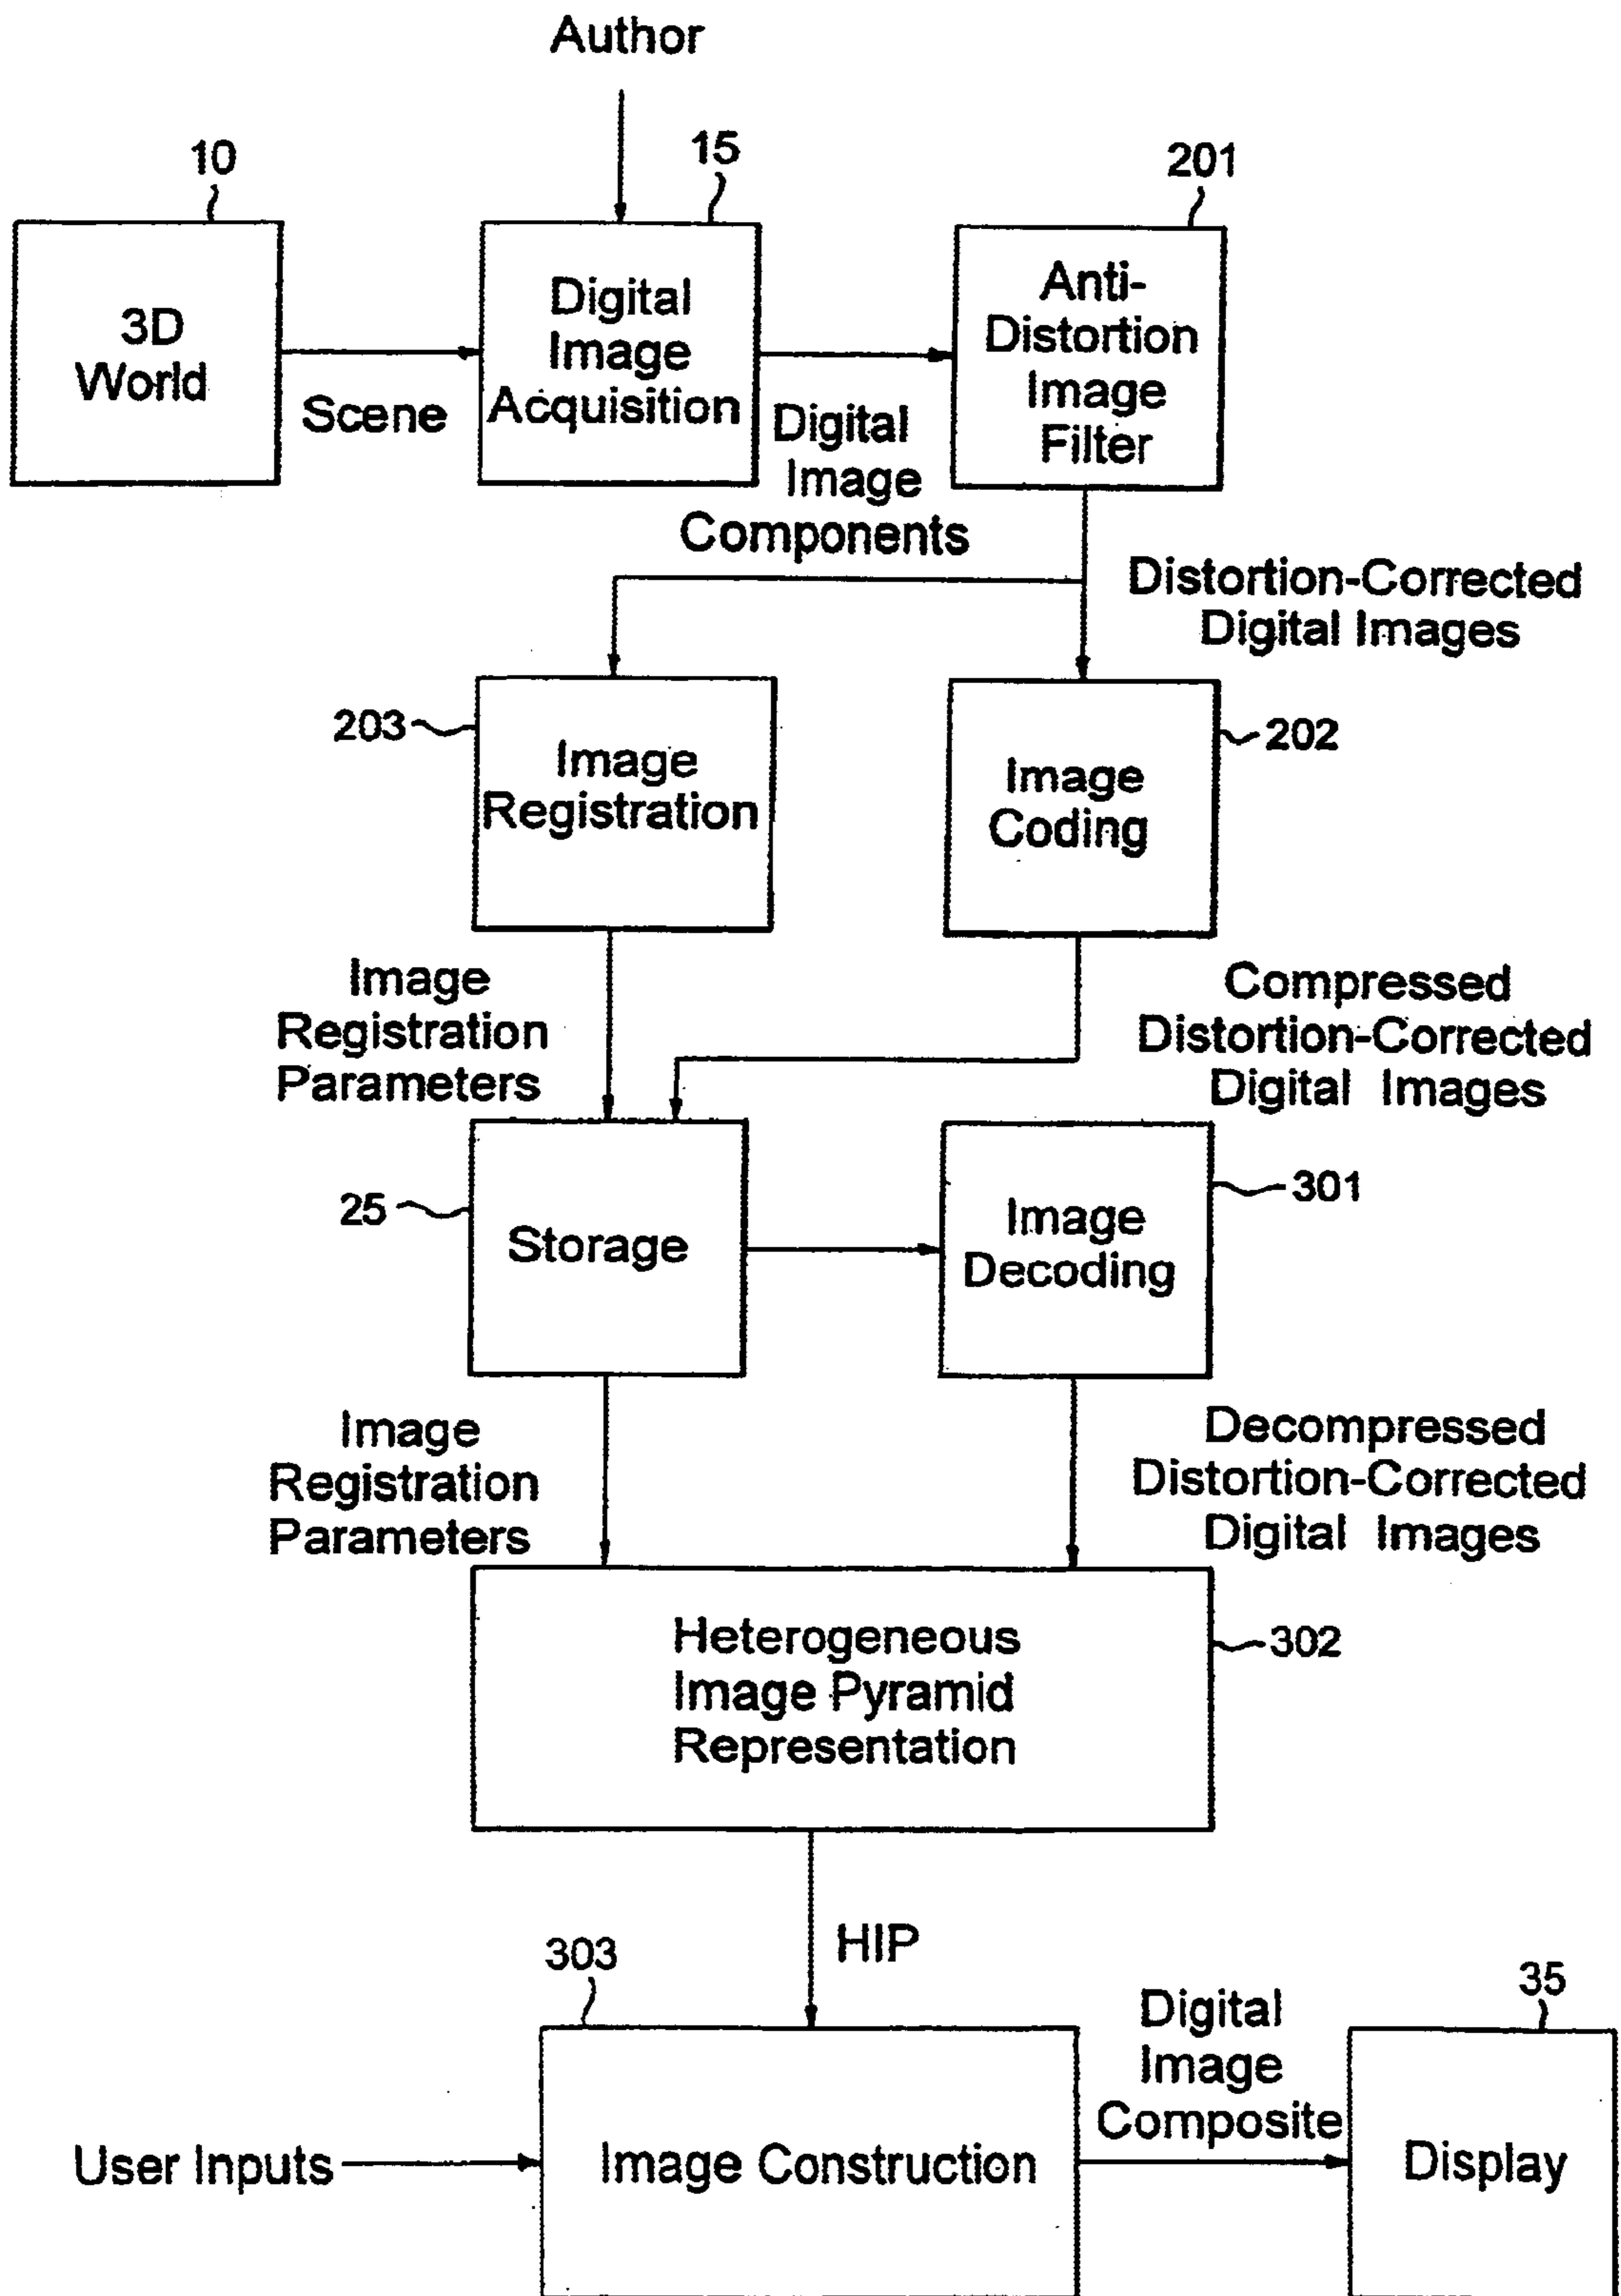 Author
10
15
201
3D
World
Scene
Digital
Image
Acquisition
Digital
Image
Components
Anti-
Distortion
Image
Filter
Distortion-Corrected
Digital Images
203
Image
Registration
202
Image
Coding
Image
Registration
Parameters
Compressed
Distortion-Corrected
Digital Images
25
Storage
301
Image
Decoding
Image
Registration
Parameters
Decompressed
Distortion-Corrected
Digital Images
302
Heterogeneous
Image Pyramid
Representation
HIP
303
35
User Inputs
Image Construction
Digital
Image
Composite
Display